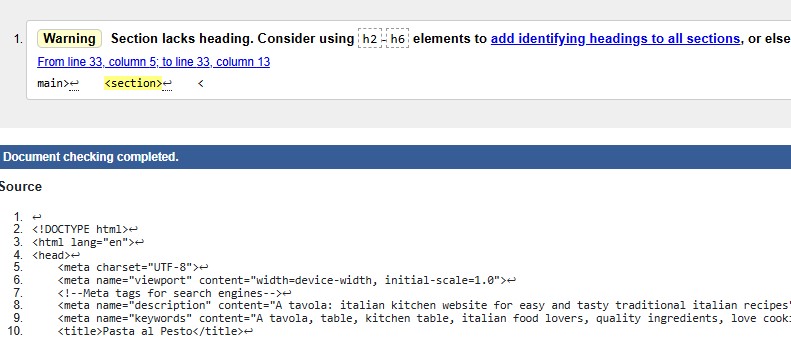 1. Warning Section lacks heading. Consider using h2-h6 elements to add identifying headings to all sections, or else
From line 33, column 5; to line 33, column 13
main>↩ <section>↩ <
Document checking completed.
Source
1. ↩
2. <!DOCTYPE html>↩
3. <html lang="en">↩
4. <head>↩
5. <meta charset="UTF-8">↩
6. <meta name="viewport" content="width=device-width, initial-scale=1.0">↩
7. <!--Meta tags for search engines-->↩
8. <meta name="description" content="A tavola: italian kitchen website for easy and tasty traditional italian recipes"
9. <meta name="keywords" content="A tavola, table, kitchen table, italian food lovers, quality ingredients, love cook
10. <title>Pasta al Pesto</title>↩